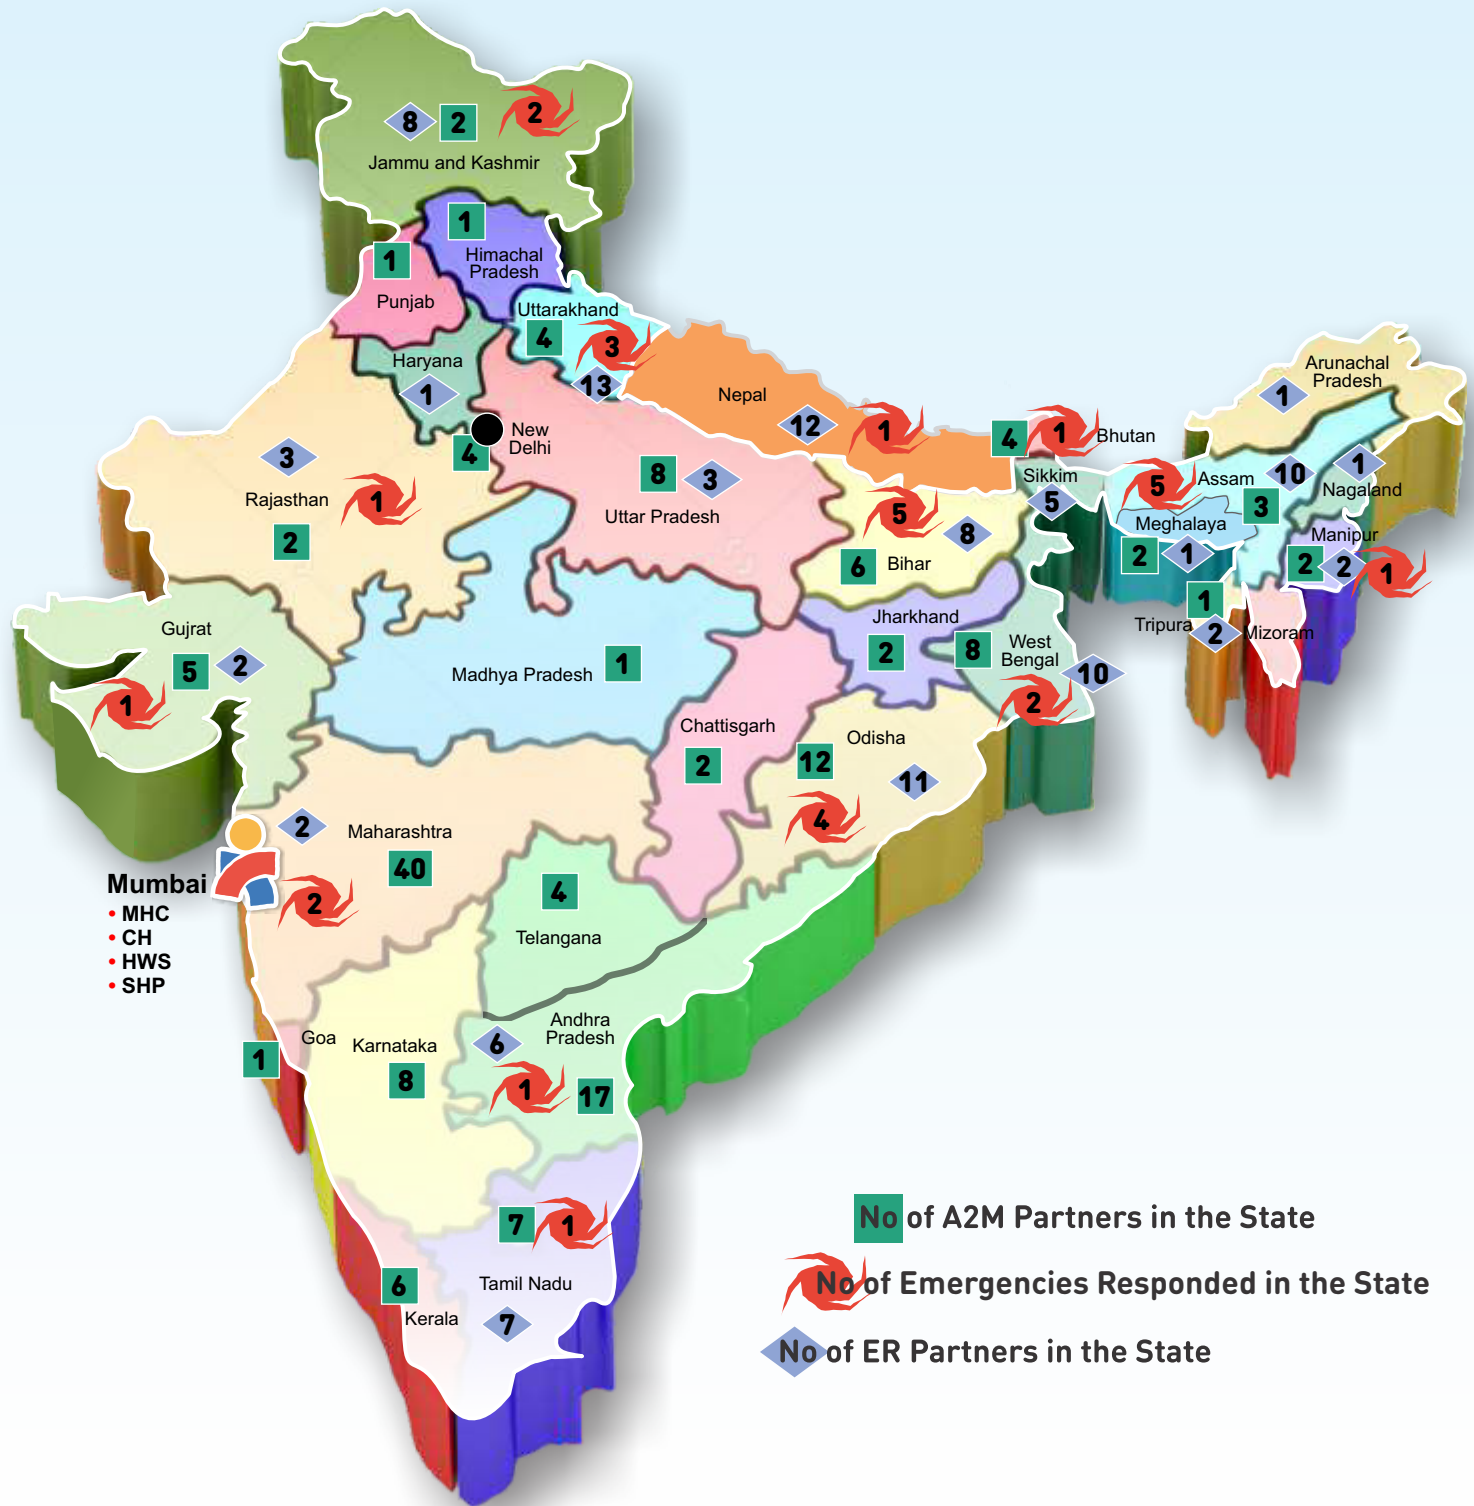 8 2 2
Jammu and Kashmir
1
Himachal
Pradesh
1
Punjab
Uttarakhand
4 3
13
Haryana
1
New
Delhi
4
Nepal
12 1
4 1 Bhutan
Sikkim
5
Arunachal
Pradesh
1
5 Assam 10
3
1
Nagaland
Meghalaya
2 1
Manipur
2 2 1
1
Tripura
2
Mizoram
3
Rajasthan 1
2
8 3
Uttar Pradesh
5 8
6 Bihar
Jharkhand
2
8 West
Bengal
10
2
Gujrat
5 2
1
Madhya Pradesh 1
Chattisgarh
2
Odisha
12 11
4
2
Maharashtra
40
2
Mumbai
• MHC
• CH
• HWS
• SHP
4
Telangana
Goa
1
Karnataka
8
Andhra
Pradesh
6
1 17
7 1
Tamil Nadu
7
6
Kerala
No of A2M Partners in the State
No of Emergencies Responded in the State
No of ER Partners in the State